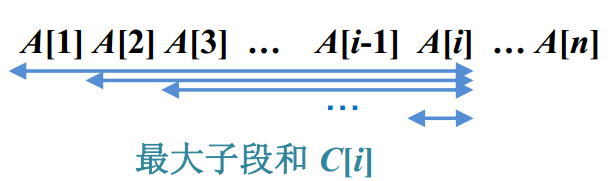 A[1] A[2] A[3] … A[i-1] A[i] … A[n]
…
最大子段和 C[i]